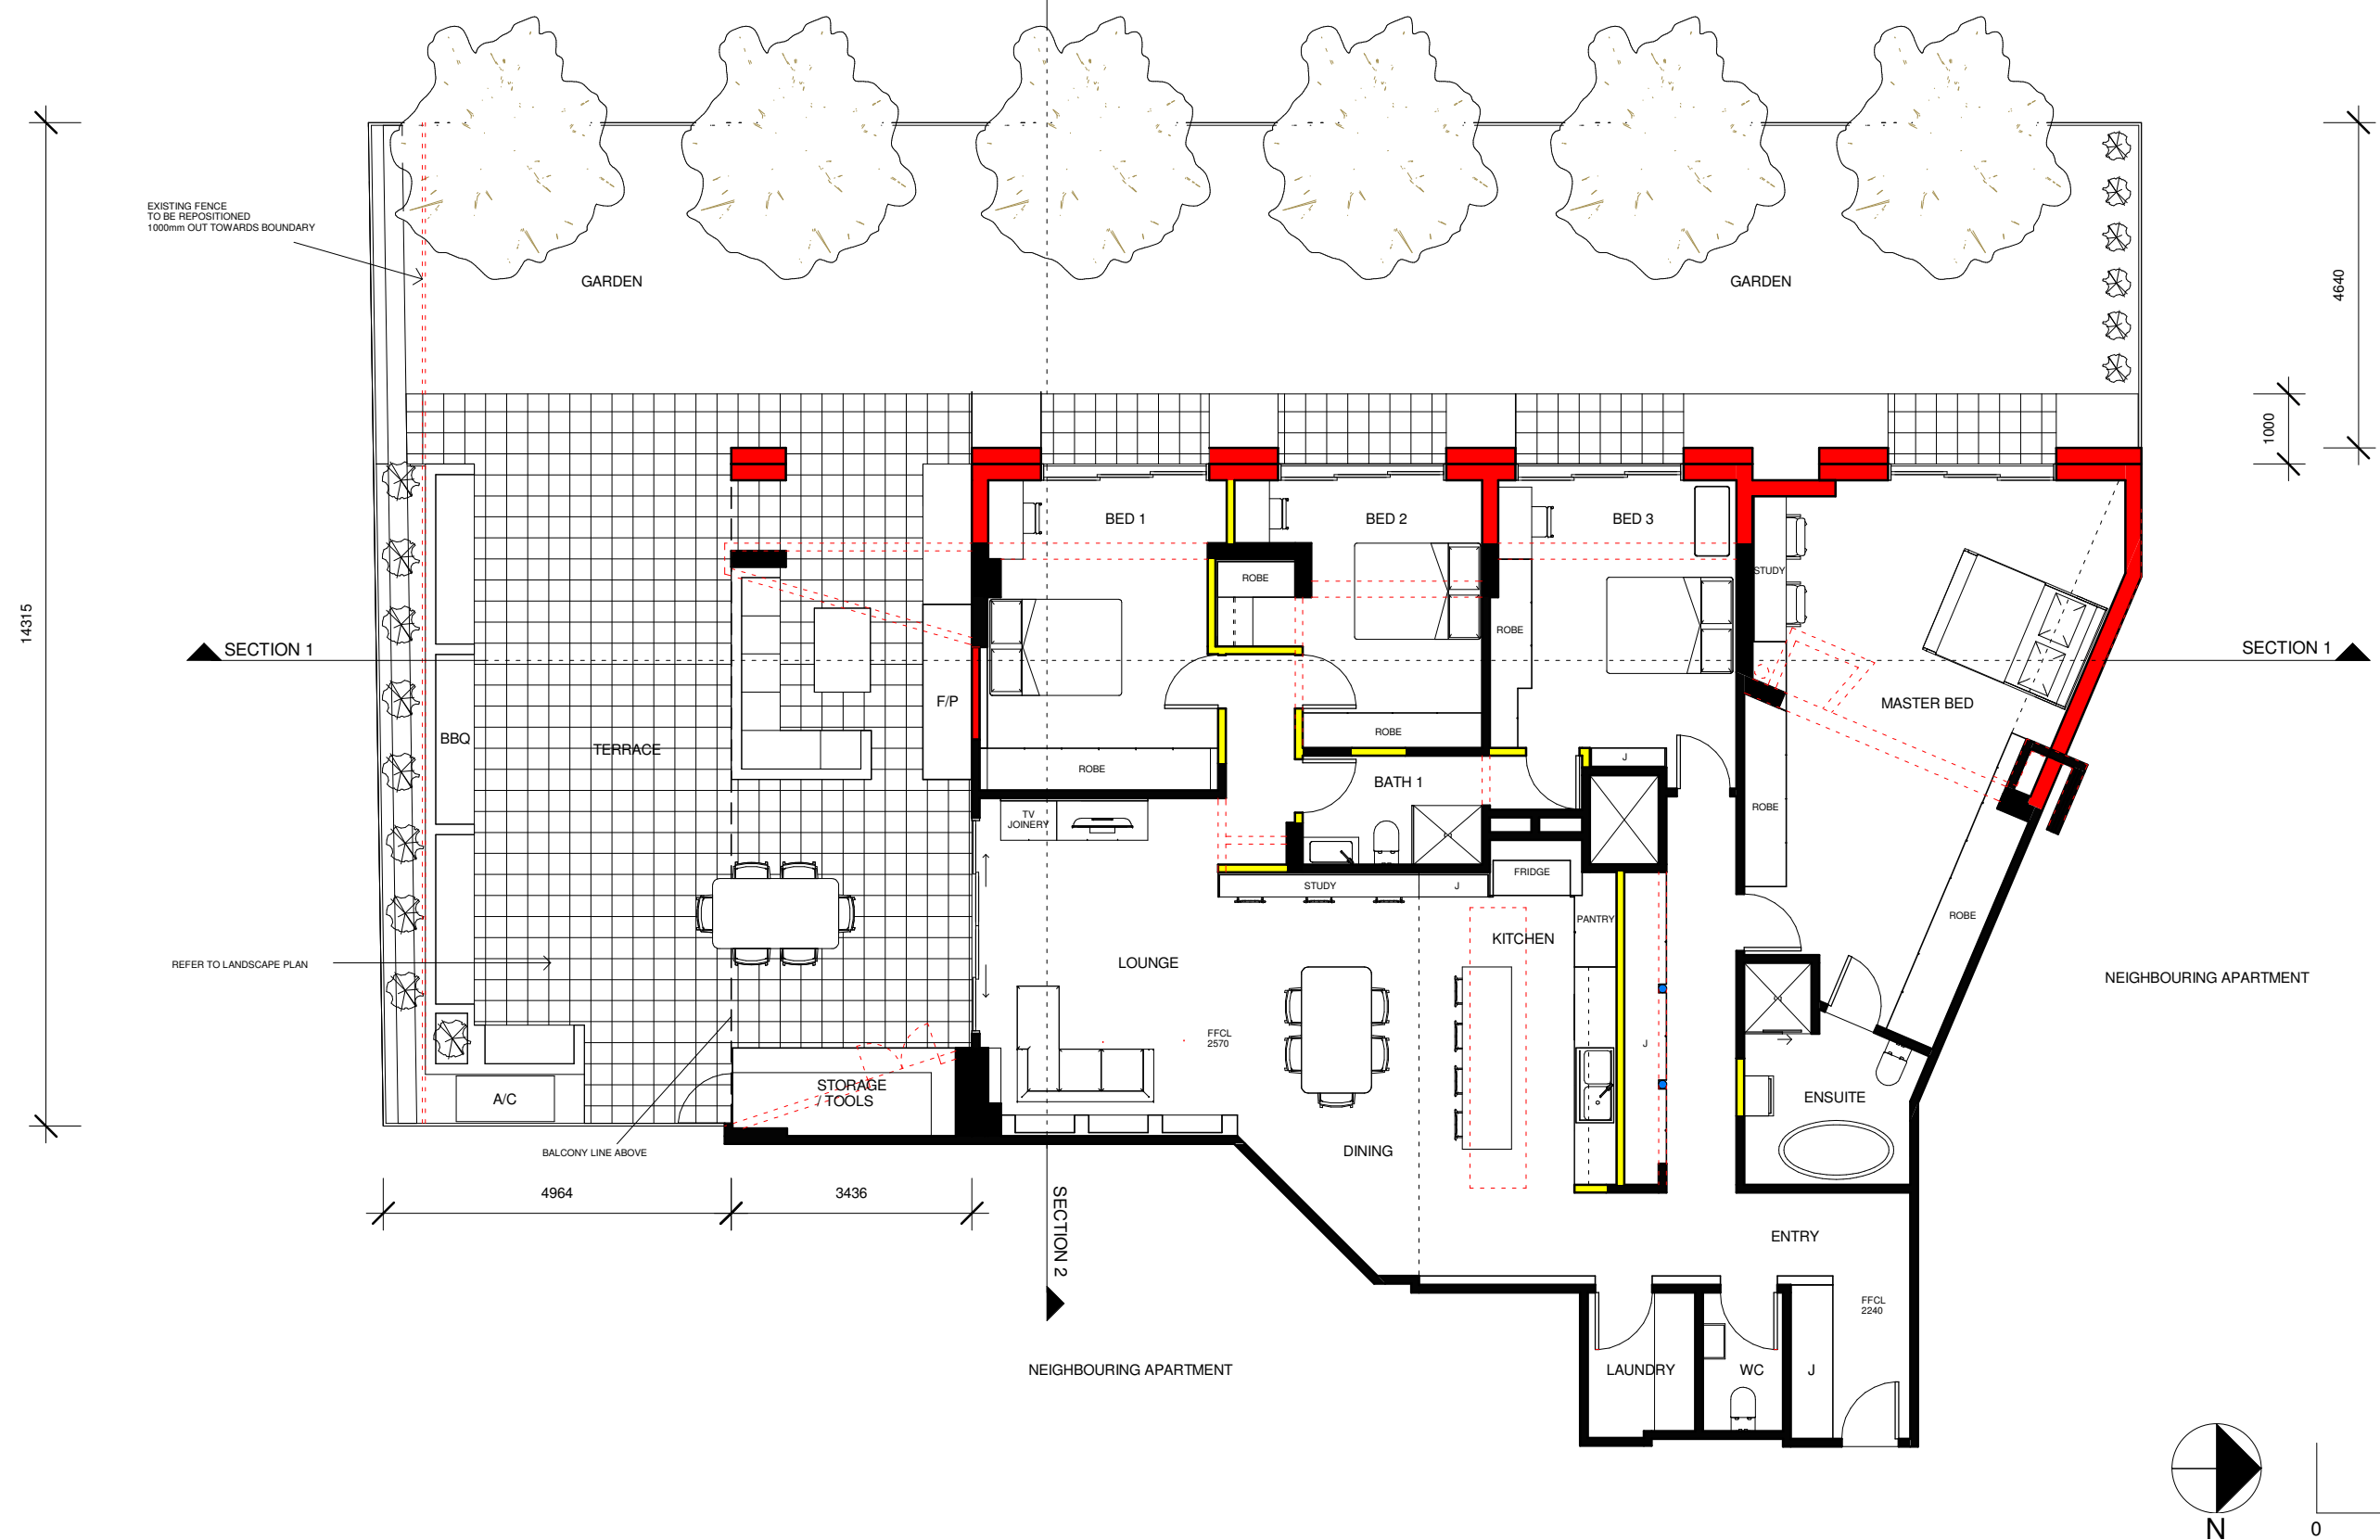 EXISTING FENCE
TO BE REPOSITIONED
1000mm OUT TOWARDS BOUNDARY
GARDEN
GARDEN
4640
1000
14315
SECTION 1
SECTION 1
BED 1
BED 2
BED 3
STUDY
ROBE
ROBE
MASTER BED
F/P
BBQ
TERRACE
ROBE
ROBE
J
BATH 1
ROBE
TV
JOINERY
FRIDGE
STUDY
J
PANTRY
ROBE
KITCHEN
LOUNGE
REFER TO LANDSCAPE PLAN
NEIGHBOURING APARTMENT
FFCL
2570
J
STORAGE
/ TOOLS
A/C
ENSUITE
BALCONY LINE ABOVE
DINING
4964
3436
SECTION 2
ENTRY
FFCL
2240
NEIGHBOURING APARTMENT
LAUNDRY
WC
J
N
0